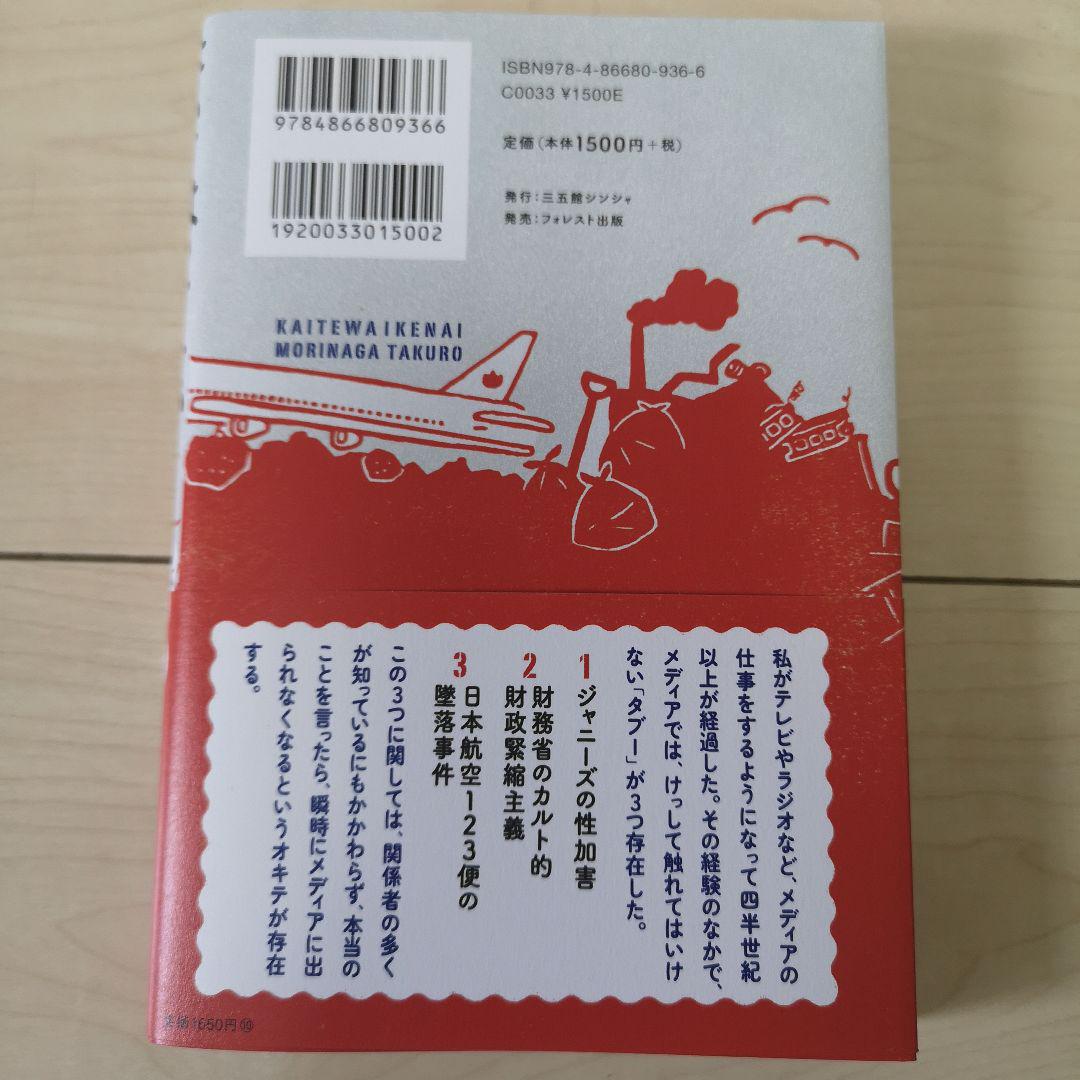 9784866809366
1920033015002
ISBN978-4-86680-936-6
C0033 ¥1500E
定価(本体1500円+税)
発行:三五館シンシャ
発売:フォレスト出版
KAITEWAIKENAI
MORINAGA TAKURO
私がテレビやラジオなど、メディアの
仕事をするようになって四半世紀
以上が経過した。その経験のなかで、
メディアでは、けっして触れてはいけ
ない「タブー」が3つ存在した。
1 ジャニーズの性加害
2 財務省のカルト的
財政緊縮主義
3 日本航空123便の
墜落事件
この3つに関しては、関係者の多く
が知っているにもかかわらず、本当の
ことを言ったら、瞬時にメディアに出
られなくなるというオキテが存在
する。
定価1650円⑩